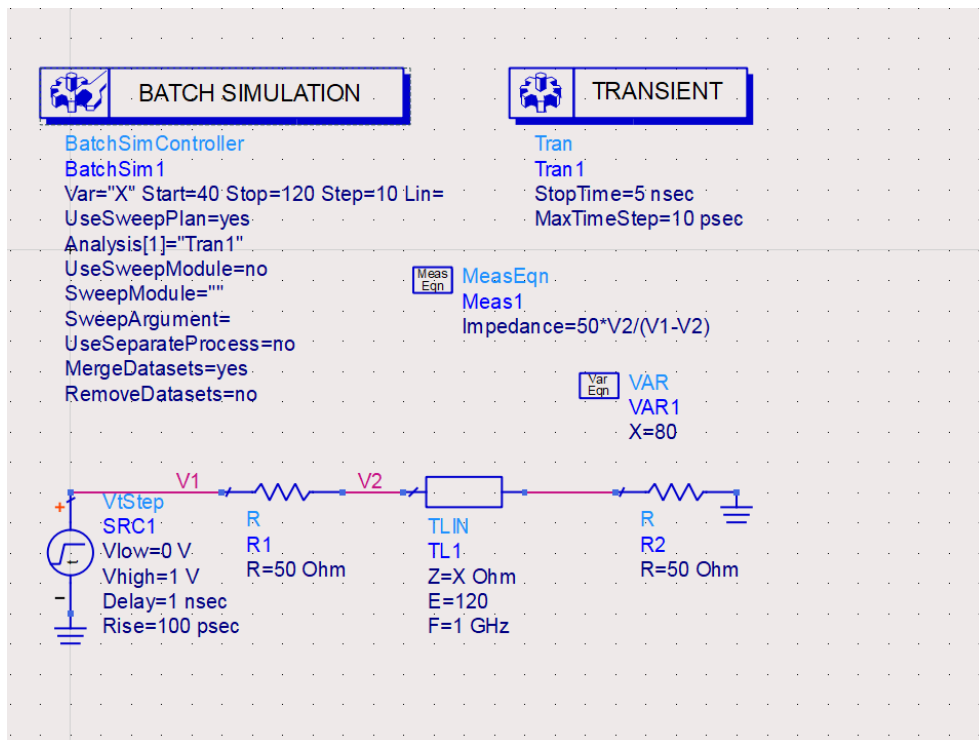 BATCH SIMULATION
TRANSIENT
BatchSimController
BatchSim1
Var="X" Start=40 Stop=120 Step=10 Lin=
UseSweepPlan=yes
Analysis[1]="Tran1"
UseSweepModule=no
SweepModule=""
SweepArgument=
UseSeparateProcess=no
MergeDatasets=yes
RemoveDatasets=no
Tran
Tran1
StopTime=5 nsec
MaxTimeStep=10 psec
Meas
Eqn
MeasEqn
Meas1
Impedance=50*V2/(V1-V2)
Var
Eqn
VAR
VAR1
X=80
V1
V2
+
t
−
VtStep
SRC1
Vlow=0 V
Vhigh=1 V
Delay=1 nsec
Rise=100 psec
R
R1
R=50 Ohm
TLIN
TL1
Z=X Ohm
E=120
F=1 GHz
R
R2
R=50 Ohm